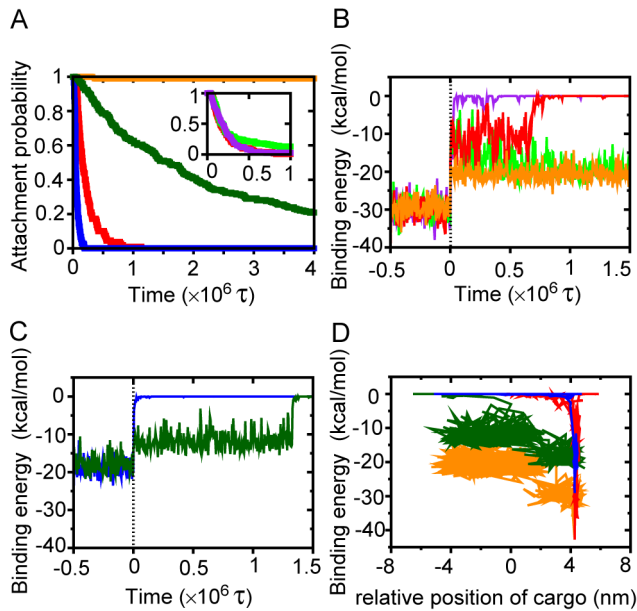 A
Attachment probability
1
0.8
0.6
0.4
0.2
0
0 1 2 3 4
Time (×10⁶ τ)
1
0.5
0
0 1
B
Binding energy (kcal/mol)
0
-10
-20
-30
-40
-0.5 0 0.5 1 1.5
Time (×10⁶ τ)
C
Binding energy (kcal/mol)
0
-10
-20
-30
-40
-0.5 0 0.5 1 1.5
Time (×10⁶ τ)
D
Binding energy (kcal/mol)
0
-10
-20
-30
-40
-8 -4 0 4 8
relative position of cargo (nm)